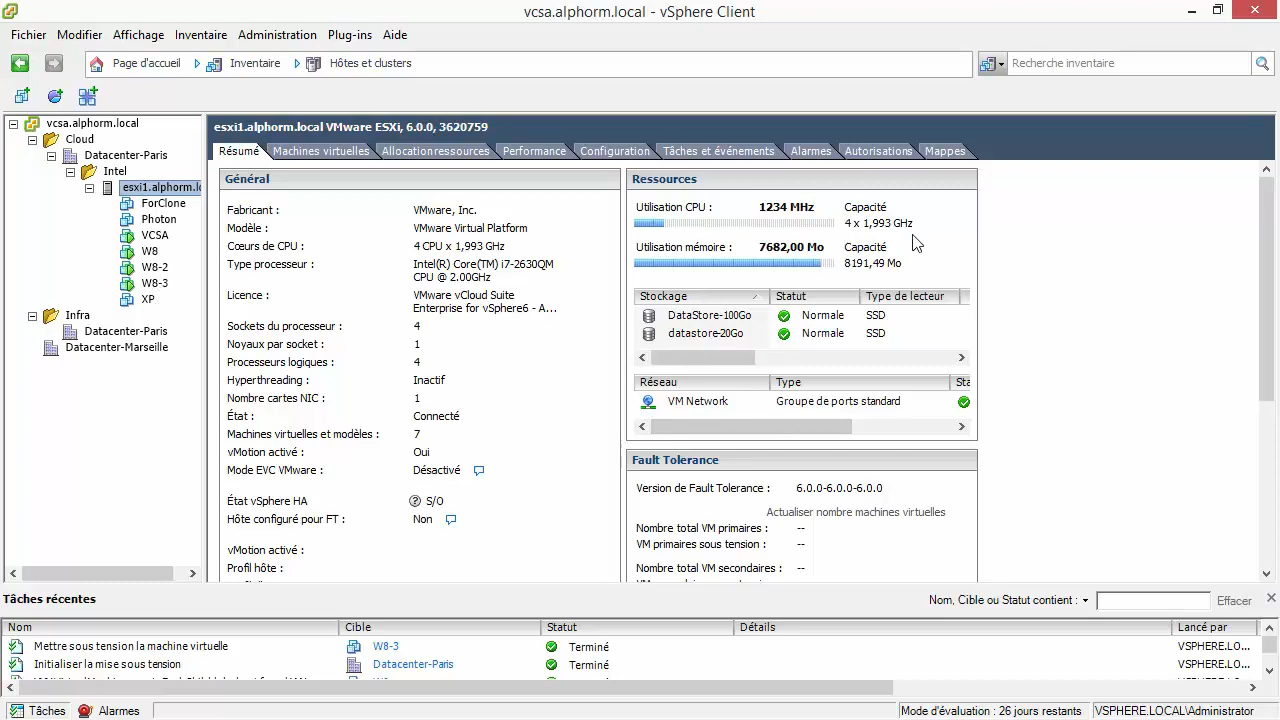 vcsa.alphorm.local - vSphere Client
Fichier Modifier Affichage Inventaire Administration Plug-ins Aide
Page d'accueil Inventaire Hôtes et clusters Recherche inventaire
vcsa.alphorm.local
Cloud
Datacenter-Paris
Intel
esxi1.alphorm.lo
ForClone
Photon
VCSA
W8
W8-2
W8-3
XP
Infra
Datacenter-Paris
Datacenter-Marseille
esxi1.alphorm.local VMware ESXi, 6.0.0, 3620759
Résumé Machines virtuelles Allocation ressources Performance Configuration Tâches et événements Alarmes Autorisations Mappes
Général
Fabricant : VMware, Inc.
Modèle : VMware Virtual Platform
Cœurs de CPU : 4 CPU x 1,993 GHz
Type processeur : Intel(R) Core(TM) i7-2630QM
CPU @ 2.00GHz
Licence : VMware vCloud Suite
Enterprise for vSphere6 - A...
Sockets du processeur : 4
Noyaux par socket : 1
Processeurs logiques : 4
Hyperthreading : Inactif
Nombre cartes NIC : 1
État : Connecté
Machines virtuelles et modèles : 7
vMotion activé : Oui
Mode EVC VMware : Désactivé
État vSphere HA S/O
Hôte configuré pour FT : Non
vMotion activé :
Profil hôte :
Ressources
Utilisation CPU : 1234 MHz Capacité
4 x 1,993 GHz
Utilisation mémoire : 7682,00 Mo Capacité
8191,49 Mo
Stockage Statut Type de lecteur
DataStore-100Go Normale SSD
datastore-20Go Normale SSD
Réseau Type Sta
VM Network Groupe de ports standard
Fault Tolerance
Version de Fault Tolerance : 6.0.0-6.0.0-6.0.0
Actualiser nombre machines virtuelles
Nombre total VM primaires : --
VM primaires sous tension : --
Nombre total VM secondaires : --
Tâches récentes
Nom, Cible ou Statut contient : Effacer
Nom Cible Statut Détails Lancé par
Mettre sous tension la machine virtuelle W8-3 Terminé VSPHERE.LO...
Initialiser la mise sous tension Datacenter-Paris Terminé VSPHERE.LO...
Tâches Alarmes Mode d'évaluation : 26 jours restants VSPHERE.LOCAL\Administrator